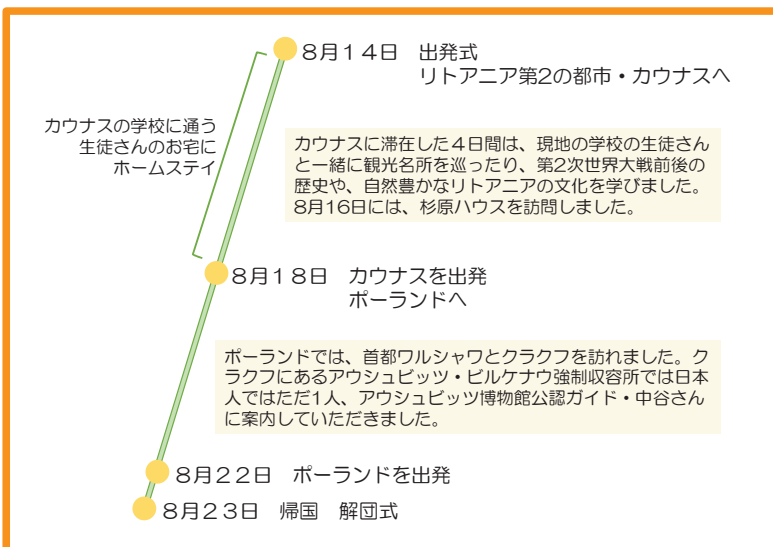 8月14日 出発式
リトアニア第2の都市・カウナスへ
カウナスの学校に通う
生徒さんのお宅に
ホームステイ
カウナスに滞在した4日間は、現地の学校の生徒さん
と一緒に観光名所を巡ったり、第2次世界大戦前後の
歴史や、自然豊かなリトアニアの文化を学びました。
8月16日には、杉原ハウスを訪問しました。
8月18日 カウナスを出発
ポーランドへ
ポーランドでは、首都ワルシャワとクラクフを訪れました。ク
ラクフにあるアウシュビッツ・ビルケナウ強制収容所では日本
人ではただ1人、アウシュビッツ博物館公認ガイド・中谷さん
に案内していただきました。
8月22日 ポーランドを出発
8月23日 帰国 解団式